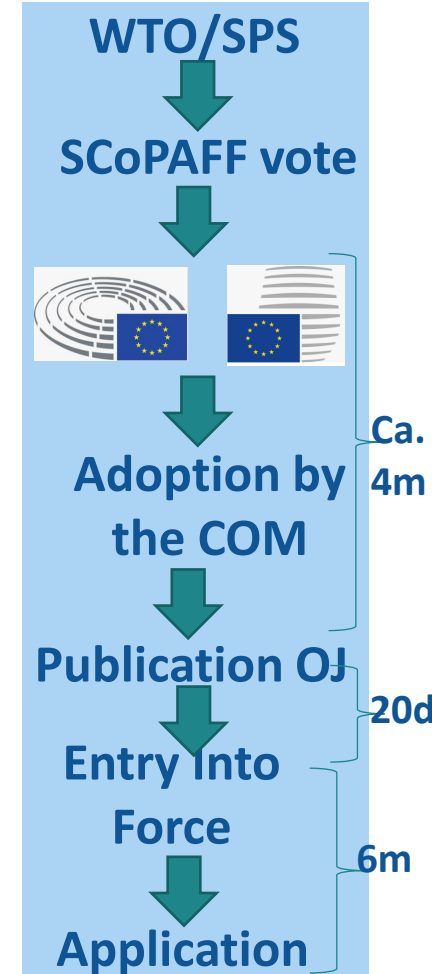 WTO/SPS
SCoPAFF vote
Ca.
4m
Adoption by
the COM
Publication OJ
20d
Entry into
Force
6m
Application